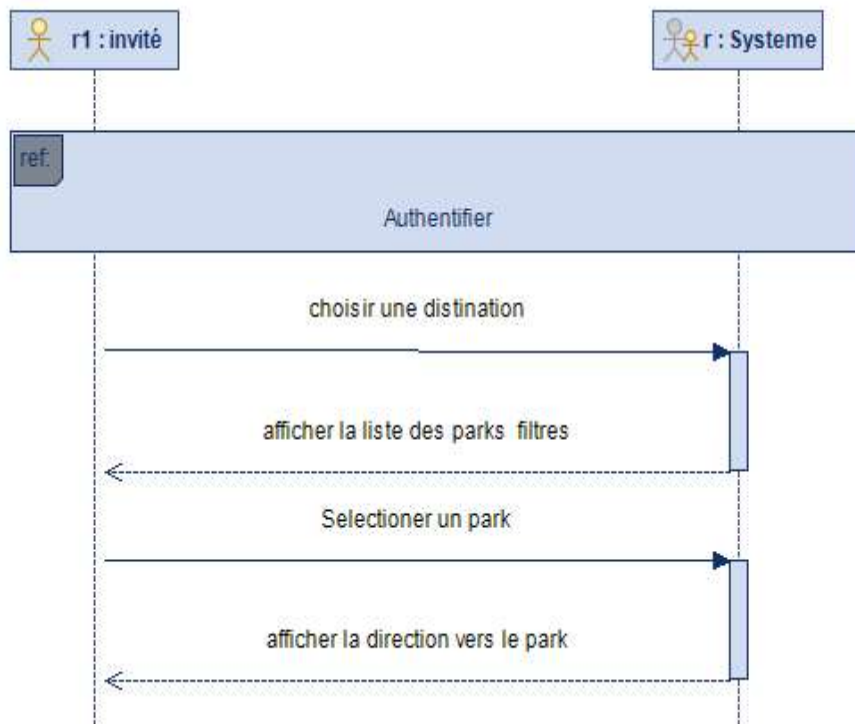 r1 : invité
r : Systeme
ref:
Authentifier
choisir une distination
afficher la liste des parks filtres
Selectioner un park
afficher la direction vers le park